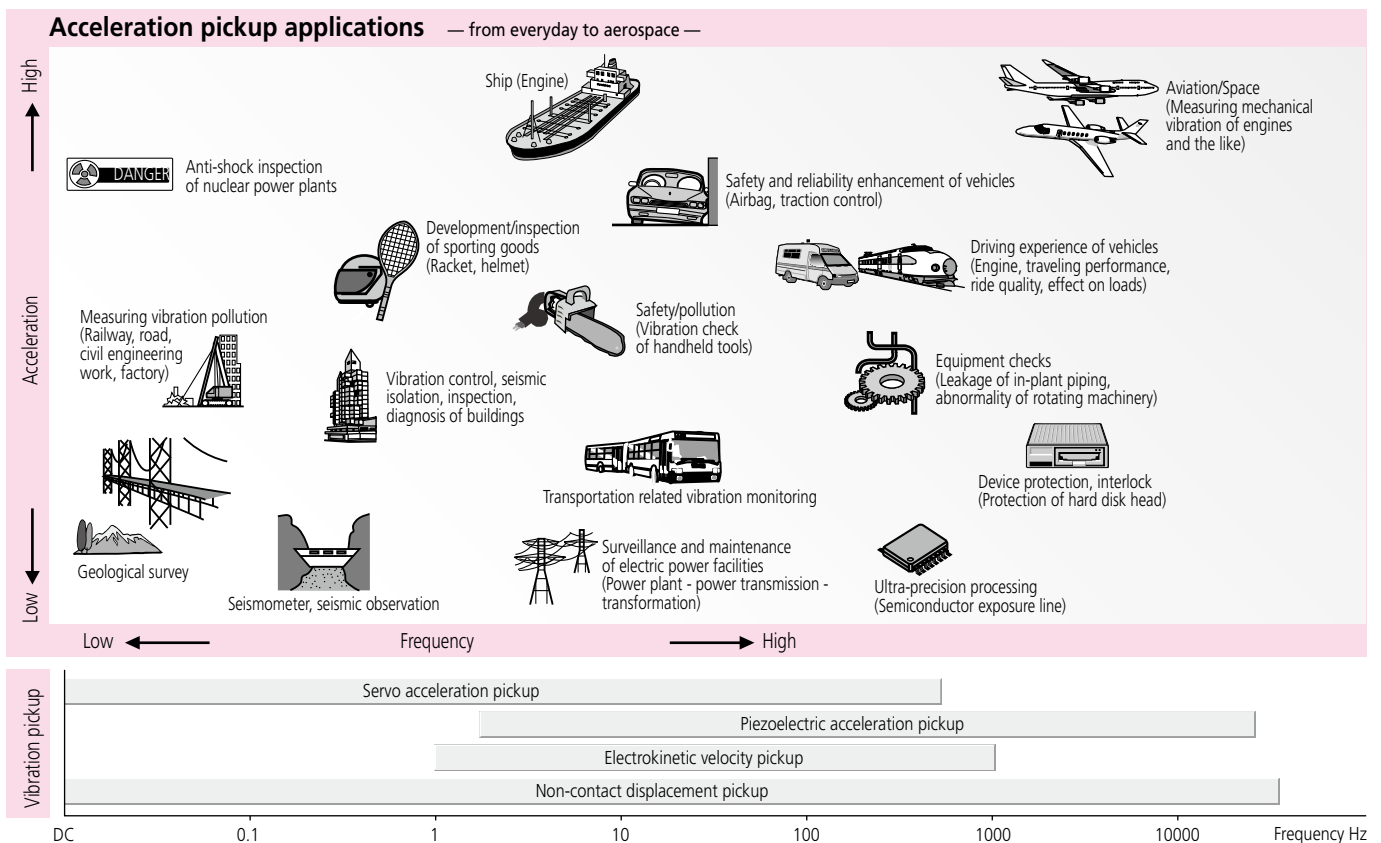 Acceleration pickup applications — from everyday to aerospace —
High
Acceleration
Low
Ship (Engine)
Aviation/Space
(Measuring mechanical
vibration of engines
and the like)
DANGER
Anti-shock inspection
of nuclear power plants
Safety and reliability enhancement of vehicles
(Airbag, traction control)
Development/inspection
of sporting goods
(Racket, helmet)
Driving experience of vehicles
(Engine, traveling performance,
ride quality, effect on loads)
Measuring vibration pollution
(Railway, road,
civil engineering
work, factory)
Safety/pollution
(Vibration check
of handheld tools)
Vibration control, seismic
isolation, inspection,
diagnosis of buildings
Equipment checks
(Leakage of in-plant piping,
abnormality of rotating machinery)
Transportation related vibration monitoring
Device protection, interlock
(Protection of hard disk head)
Geological survey
Seismometer, seismic observation
Surveillance and maintenance
of electric power facilities
(Power plant - power transmission -
transformation)
Ultra-precision processing
(Semiconductor exposure line)
Low Frequency High
Vibration pickup
Servo acceleration pickup
Piezoelectric acceleration pickup
Electrokinetic velocity pickup
Non-contact displacement pickup
DC 0.1 1 10 100 1000 10000 Frequency Hz